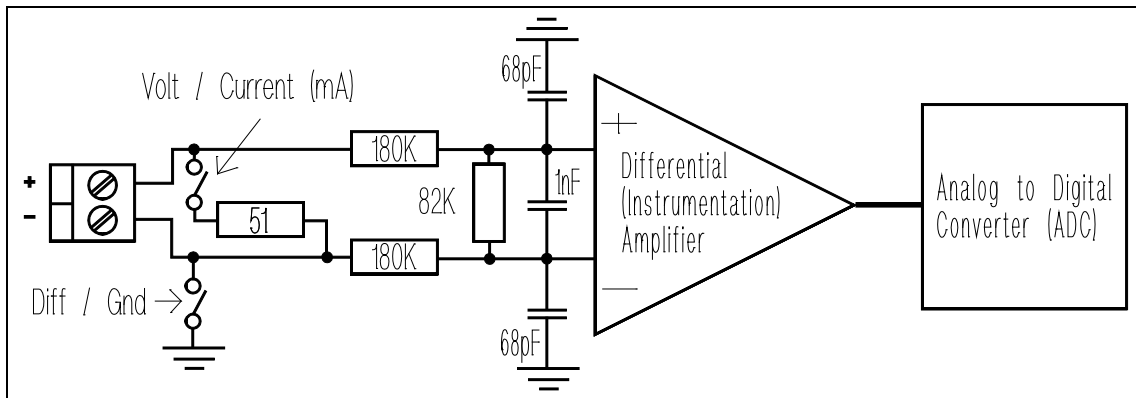 68pF
Volt / Current (mA)
180K
+
-
51
82K
1nF
180K
Diff / Gnd
68pF
+
Differential
(Instrumentation)
Amplifier
-
Analog to Digital
Converter (ADC)